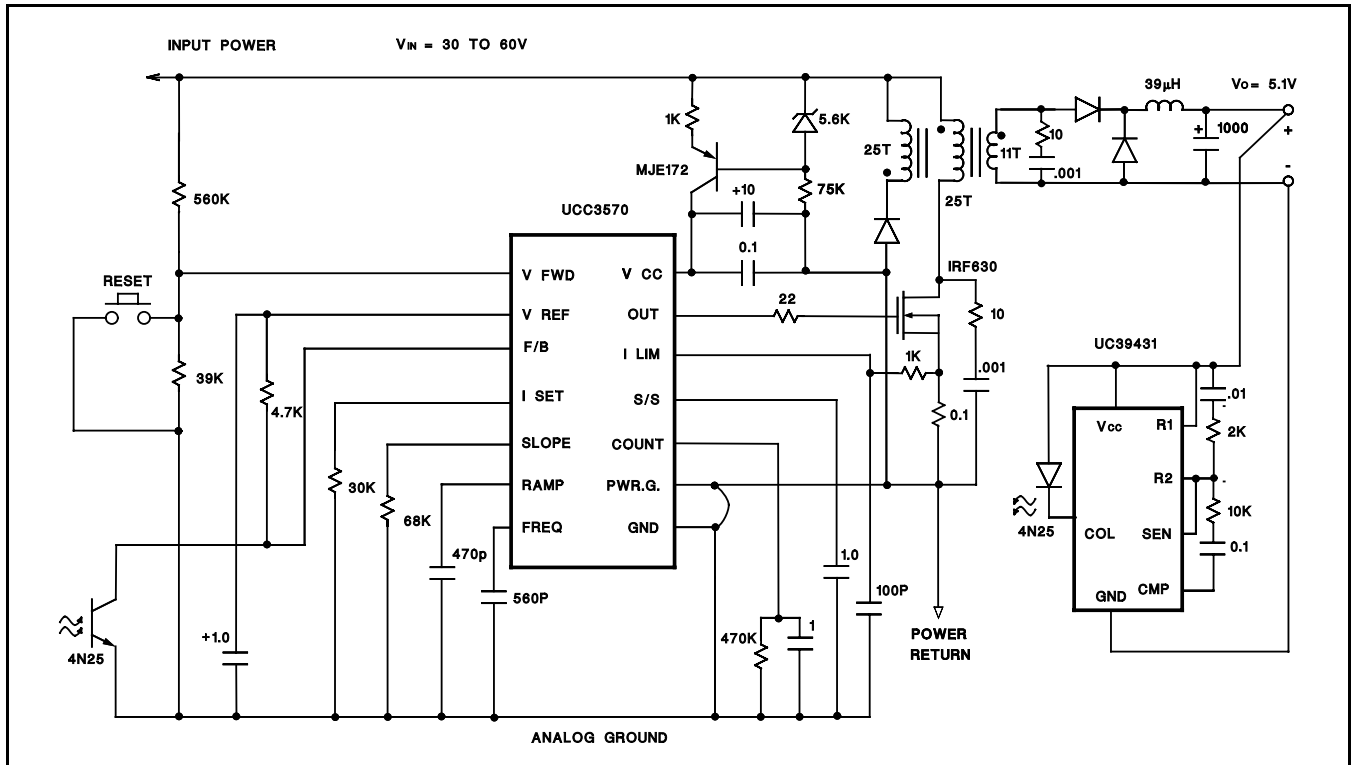 INPUT POWER
VIN = 30 TO 60V
39µH
VO= 5.1V
1K
5.6K
10
+ 1000
+
25T
11T
MJE172
-
.001
560K
+10
75K
25T
UCC3570
0.1
V FWD
V CC
IRF630
RESET
22
V REF
OUT
10
F/B
I LIM
UC39431
1K
.001
39K
.01
I SET
S/S
4.7K
0.1
Vcc
R1
2K
SLOPE
COUNT
30K
RAMP
PWR.G.
R2
68K
10K
FREQ
GND
4N25
COL
SEN
470p
1.0
0.1
560P
100P
GND
CMP
+1.0
470K
1
POWER
RETURN
4N25
ANALOG GROUND